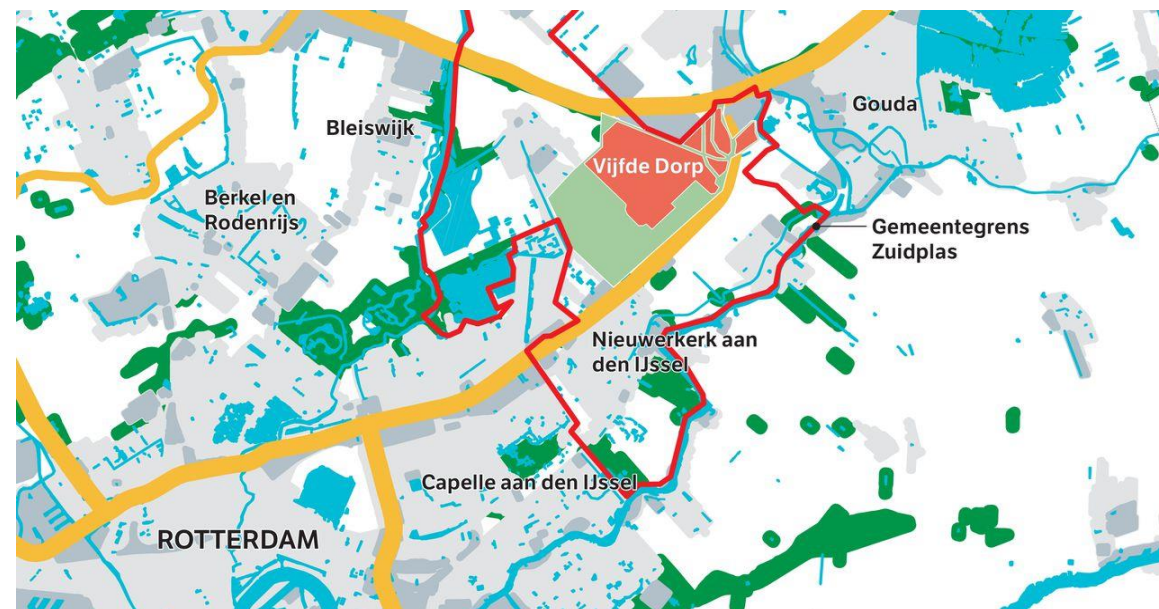 Gouda
Bleiswijk
Vijfde Dorp
Berkel en
Rodenrijs
Gemeentegrens
Zuidplas
Nieuwerkerk aan
den IJssel
Capelle aan den IJssel
ROTTERDAM